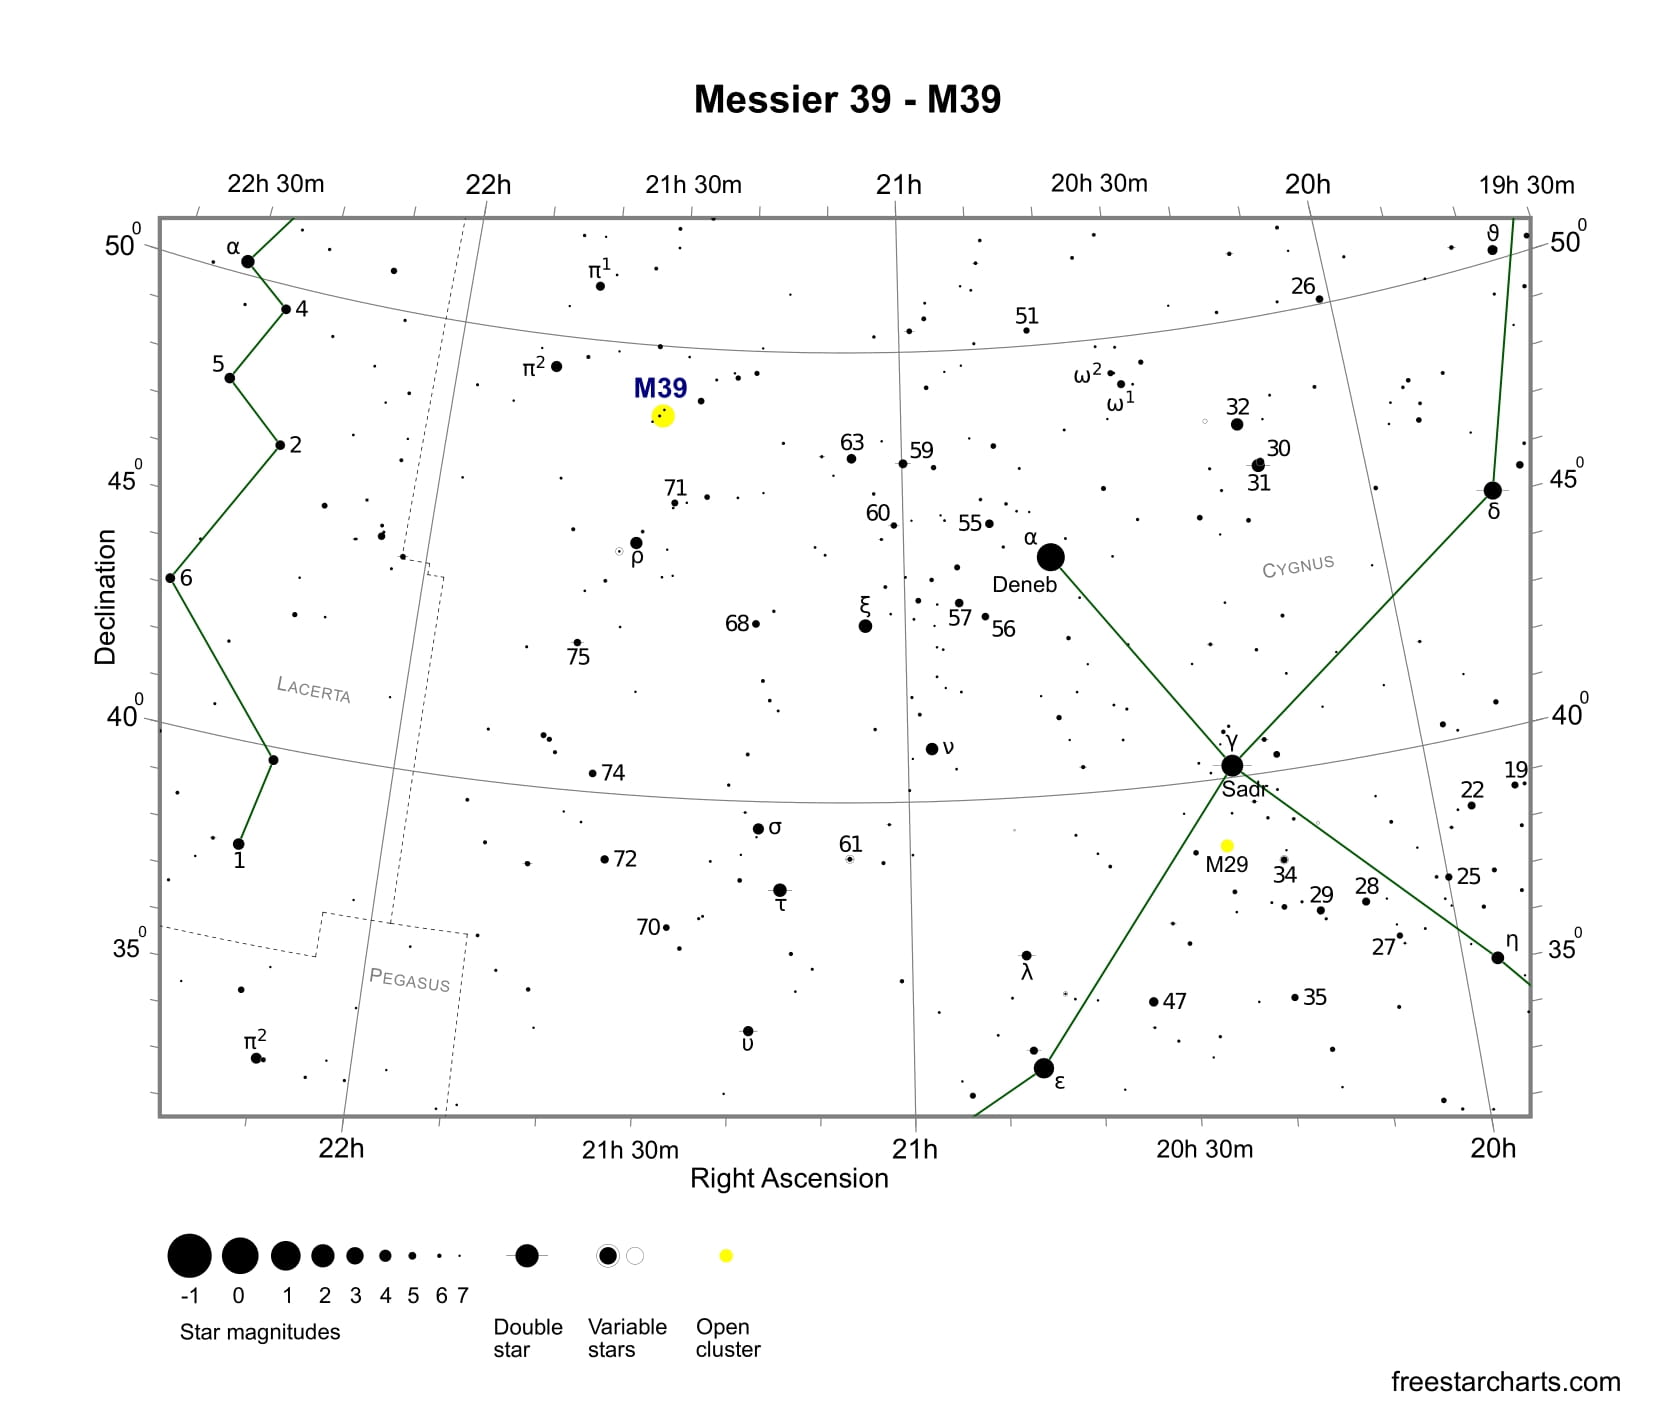 Messier 39 - M39
22h 30m 22h 21h 30m 21h 20h 30m 20h 19h 30m
50⁰ 50⁰
α
π¹
ϑ
26
4
51
5
π²
M39
ω²
ω¹
32
2
63
59
30
31
45⁰ 45⁰
71
60
55
δ
α
ρ
Deneb
CYGNUS
6
ξ
68
57
56
75
LACERTA
40⁰ 40⁰
ν
γ
74
Sadr
19
22
σ
1
72
61
M29
34
25
28
29
τ
70
27
η
35⁰ 35⁰
λ
PEGASUS
47
35
π²
υ
ε
Declination
22h 21h 30m 21h 20h 30m 20h
Right Ascension
-1 0 1 2 3 4 5 6 7
Star magnitudes
Double
star
Variable
stars
Open
cluster
freestarcharts.com